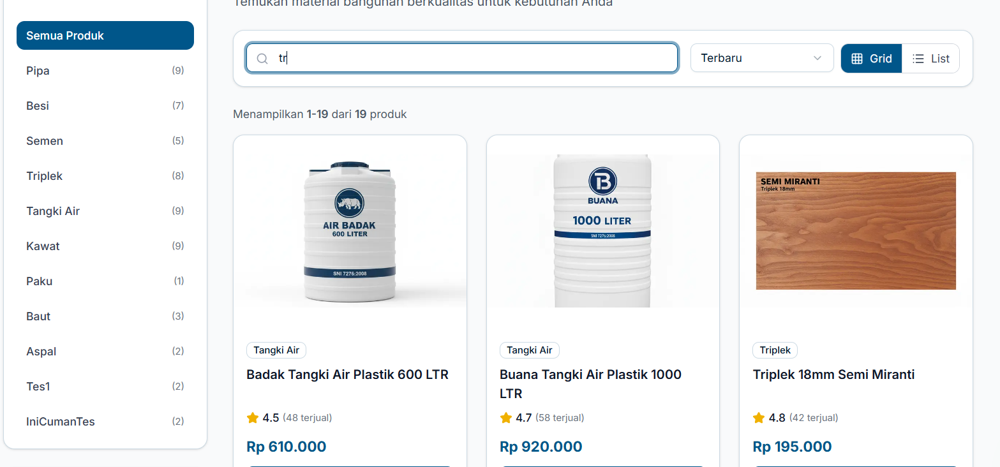 Temukan material bangunan berkualitas untuk kebutuhan Anda
Semua Produk
Pipa (9)
Besi (7)
Semen (5)
Triplek (8)
Tangki Air (9)
Kawat (9)
Paku (1)
Baut (3)
Aspal (2)
Tes1 (2)
IniCumanTes (2)
tr
Terbaru
Grid
List
Menampilkan 1-19 dari 19 produk
AIR BADAK
600 LITER
SNI 7276:2008
Tangki Air
Badak Tangki Air Plastik 600 LTR
4.5 (48 terjual)
Rp 610.000
B
BUANA
1000 LITER
SNI 7276:2008
Tangki Air
Buana Tangki Air Plastik 1000
LTR
4.7 (58 terjual)
Rp 920.000
SEMI MIRANTI
Triplek 18mm
Triplek
Triplek 18mm Semi Miranti
4.8 (42 terjual)
Rp 195.000